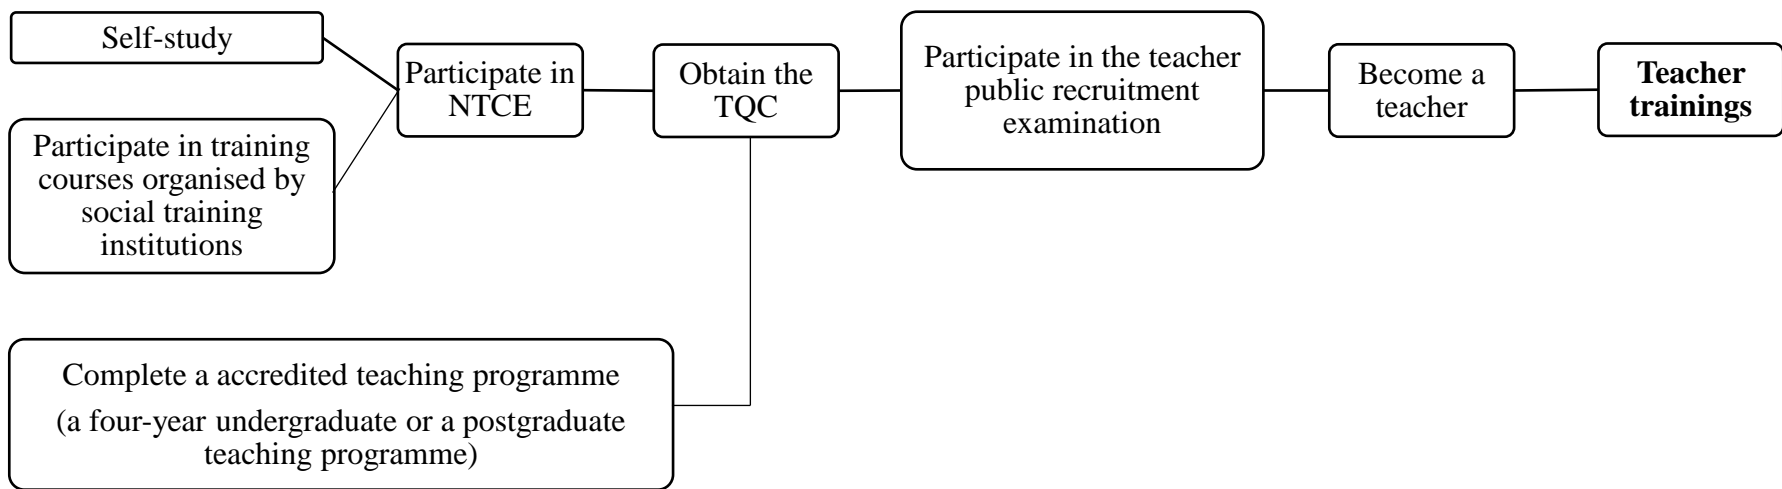 Self-study
Participate in training
courses organised by
social training
institutions
Participate in
NTCE
Obtain the
TQC
Participate in the teacher
public recruitment
examination
Become a
teacher
Teacher
trainings
Complete a accredited teaching programme
(a four-year undergraduate or a postgraduate
teaching programme)